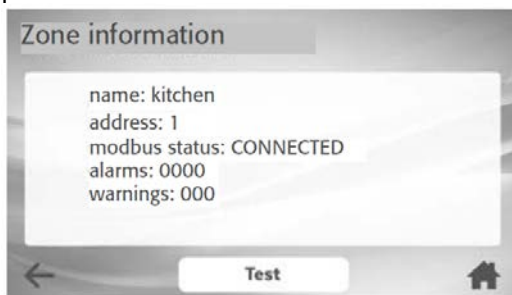 Zone information
name: kitchen
address: 1
modbus status: CONNECTED
alarms: 0000
warnings: 000
Test